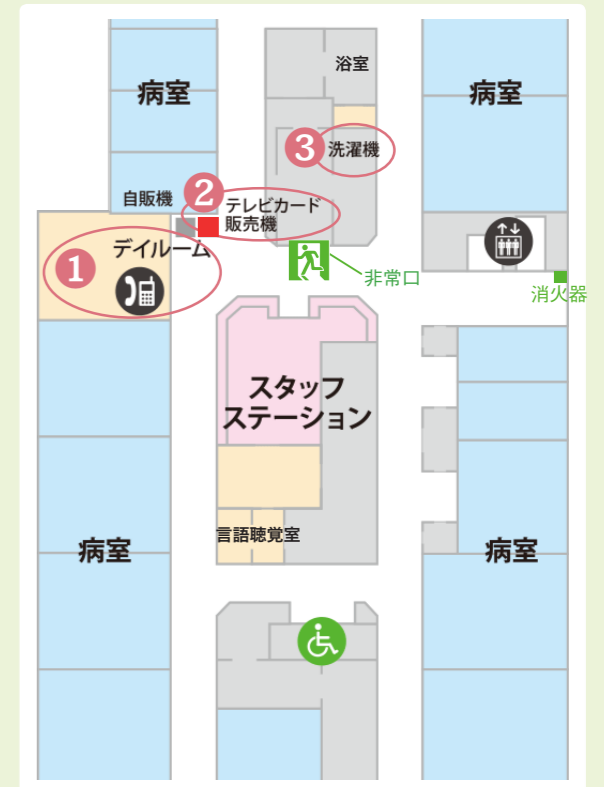 浴室
病室
病室
3
洗濯機
自販機
2
テレビカード
販売機
デイルーム
1
非常口
消火器
スタッフ
ステーション
言語聴覚室
病室
病室